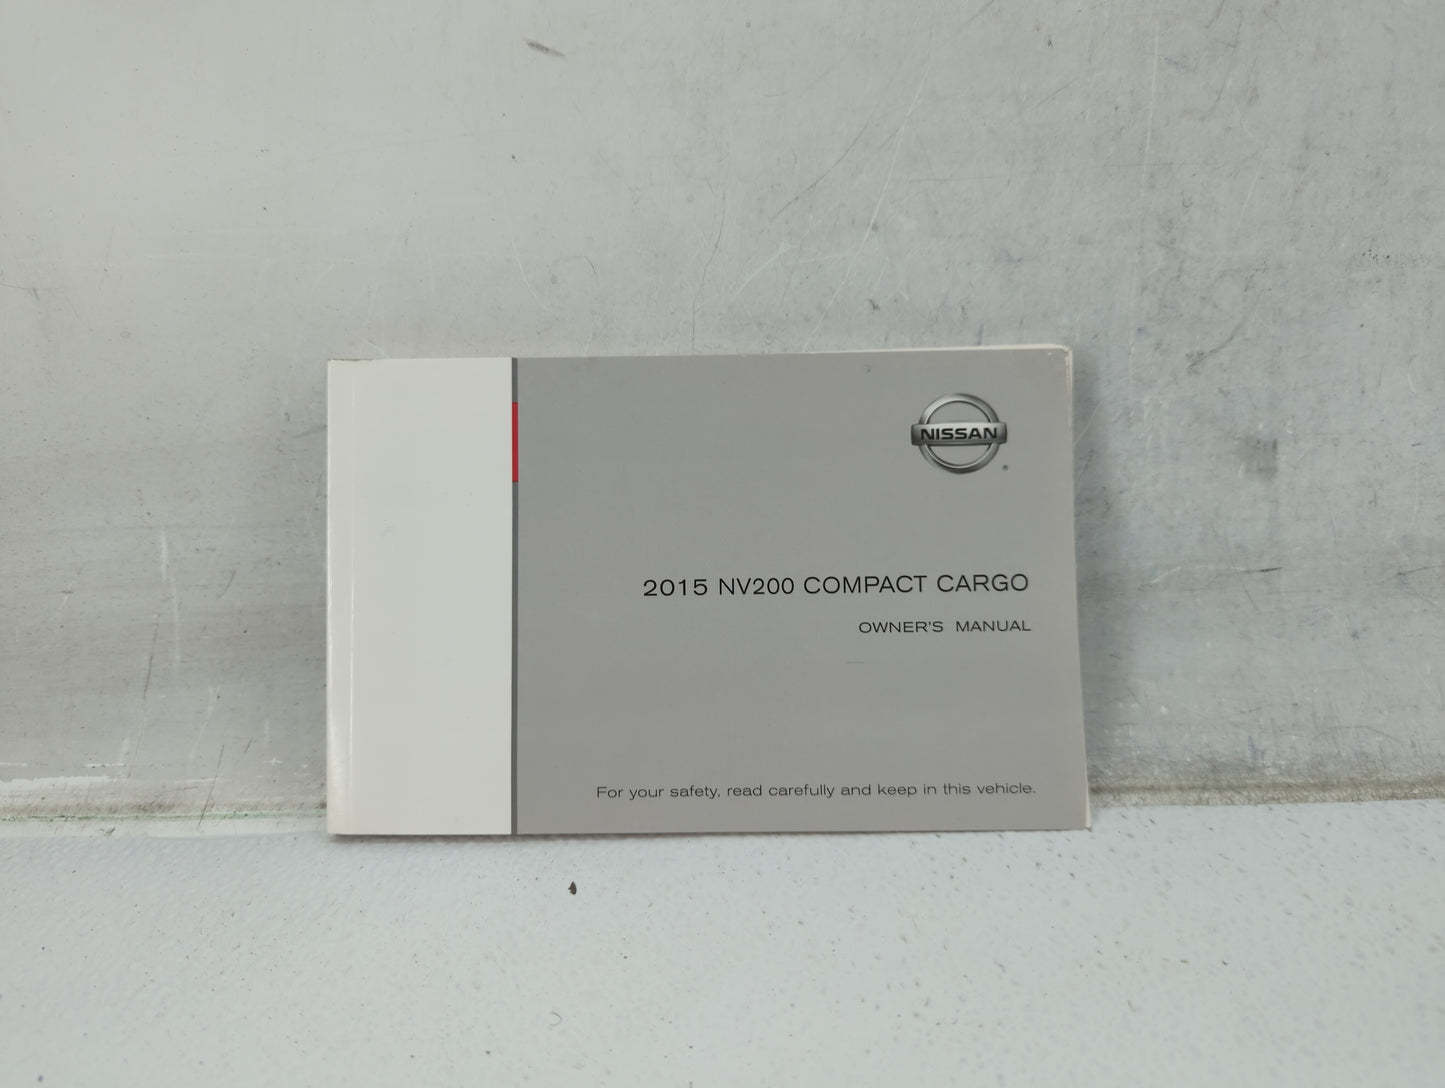 NISSAN
®
2015 NV200 COMPACT CARGO
OWNER'S MANUAL
For your safety, read carefully and keep in this vehicle.